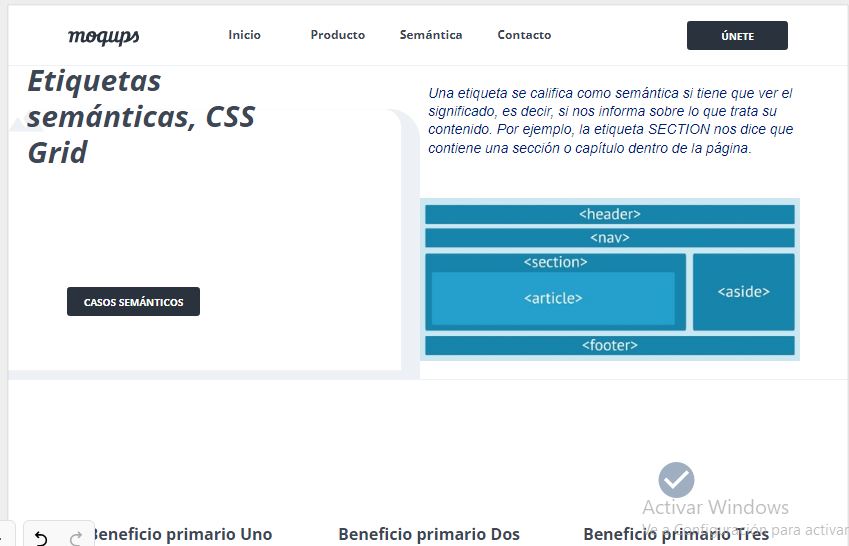 moqups
Inicio
Producto
Semántica
Contacto
ÚNETE
Etiquetas
semánticas, CSS
Grid
Una etiqueta se califica como semántica si tiene que ver el
significado, es decir, si nos informa sobre lo que trata su
contenido. Por ejemplo, la etiqueta SECTION nos dice que
contiene una sección o capítulo dentro de la página.
<header>
<nav>
<section>
<article>
<aside>
<footer>
CASOS SEMÁNTICOS
Activar Windows
Ve a Configuración para activar
Beneficio primario Uno
Beneficio primario Dos
Beneficio primario Tres